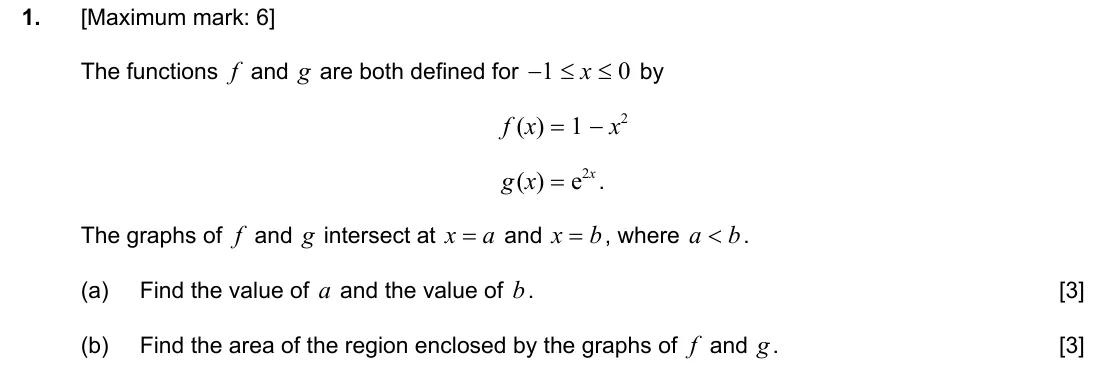 1. [Maximum mark: 6]
The functions f and g are both defined for −1 ≤ x ≤ 0 by
f(x) = 1 − x²
g(x) = e²ˣ.
The graphs of f and g intersect at x = a and x = b, where a < b.
(a) Find the value of a and the value of b. [3]
(b) Find the area of the region enclosed by the graphs of f and g. [3]